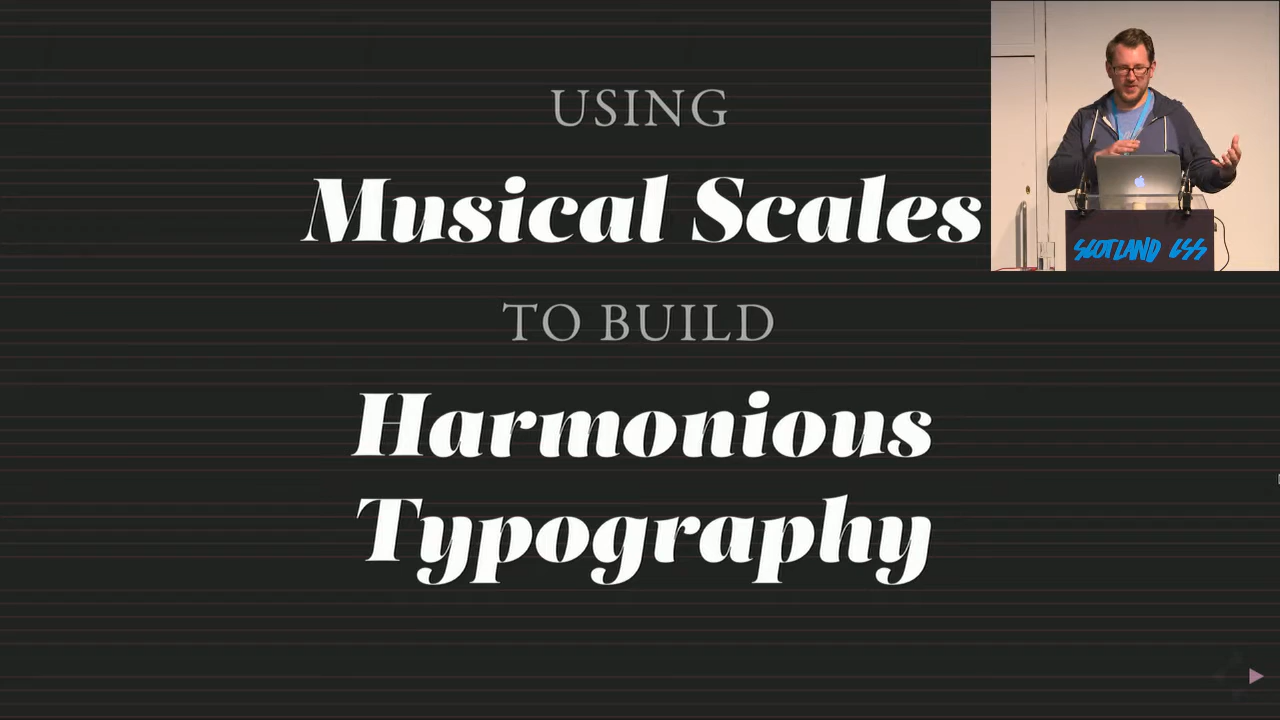 USING
Musical Scales
TO BUILD
Harmonious
Typography
SCOTLAND CSS